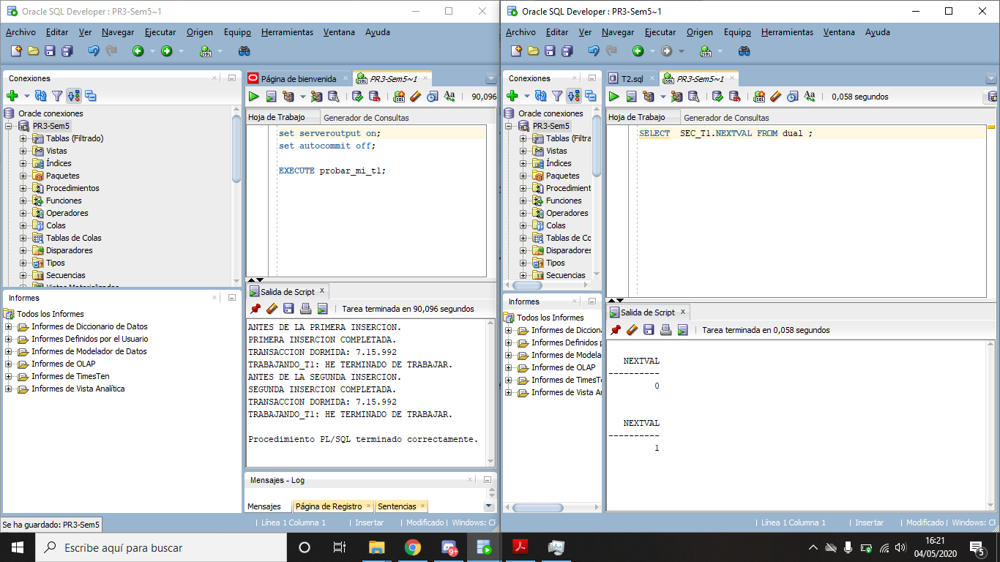 Oracle SQL Developer : PR3-Sem5~1
Archivo Editar Ver Navegar Ejecutar Origen Equipo Herramientas Ventana Ayuda
Conexiones
Oracle conexiones
PR3-Sem5
Tablas (Filtrado)
Vistas
Índices
Paquetes
Procedimientos
Funciones
Operadores
Colas
Tablas de Colas
Disparadores
Tipos
Secuencias
Vistas Materializadas
Informes
Todos los Informes
Informes de Diccionario de Datos
Informes Definidos por el Usuario
Informes de Modelador de Datos
Informes de OLAP
Informes de TimesTen
Informes de Vista Analítica
Página de bienvenida PR3-Sem5~1
90,096
Hoja de Trabajo Generador de Consultas
set serveroutput on;
set autocommit off;
EXECUTE probar_mi_t1;
Salida de Script
Tarea terminada en 90,096 segundos
ANTES DE LA PRIMERA INSERCION.
PRIMERA INSERCION COMPLETADA.
TRANSACCION DORMIDA: 7.15.992
TRABAJANDO_T1: HE TERMINADO DE TRABAJAR.
ANTES DE LA SEGUNDA INSERCION.
SEGUNDA INSERCION COMPLETADA.
TRANSACCION DORMIDA: 7.15.992
TRABAJANDO_T1: HE TERMINADO DE TRABAJAR.
Procedimiento PL/SQL terminado correctamente.
Mensajes - Log
Mensajes Página de Registro Sentencias
Se ha guardado: PR3-Sem5
Línea 1 Columna 1 Insertar Modificado Windows: CF
Oracle SQL Developer : PR3-Sem5~1
Archivo Editar Ver Navegar Ejecutar Origen Equipo Herramientas Ventana Ayuda
Conexiones
Oracle conexiones
PR3-Sem5
Tablas (Filtra
Vistas
Índices
Paquetes
Procedimient
Funciones
Operadores
Colas
Tablas de Co
Disparadores
Tipos
Secuencias
Informes
Todos los Informes
Informes de Dicciona
Informes Definidos p
Informes de Modela
Informes de OLAP
Informes de TimesTe
Informes de Vista An
T2.sql PR3-Sem5~1
0,058 segundos
Hoja de Trabajo Generador de Consultas
SELECT SEC_T1.NEXTVAL FROM dual ;
Salida de Script
Tarea terminada en 0,058 segundos
NEXTVAL
----------
0
NEXTVAL
----------
1
Línea 1 Columna 1 Insertar Modificado Windows: CF
Escribe aquí para buscar
9+
16:21
04/05/2020
5